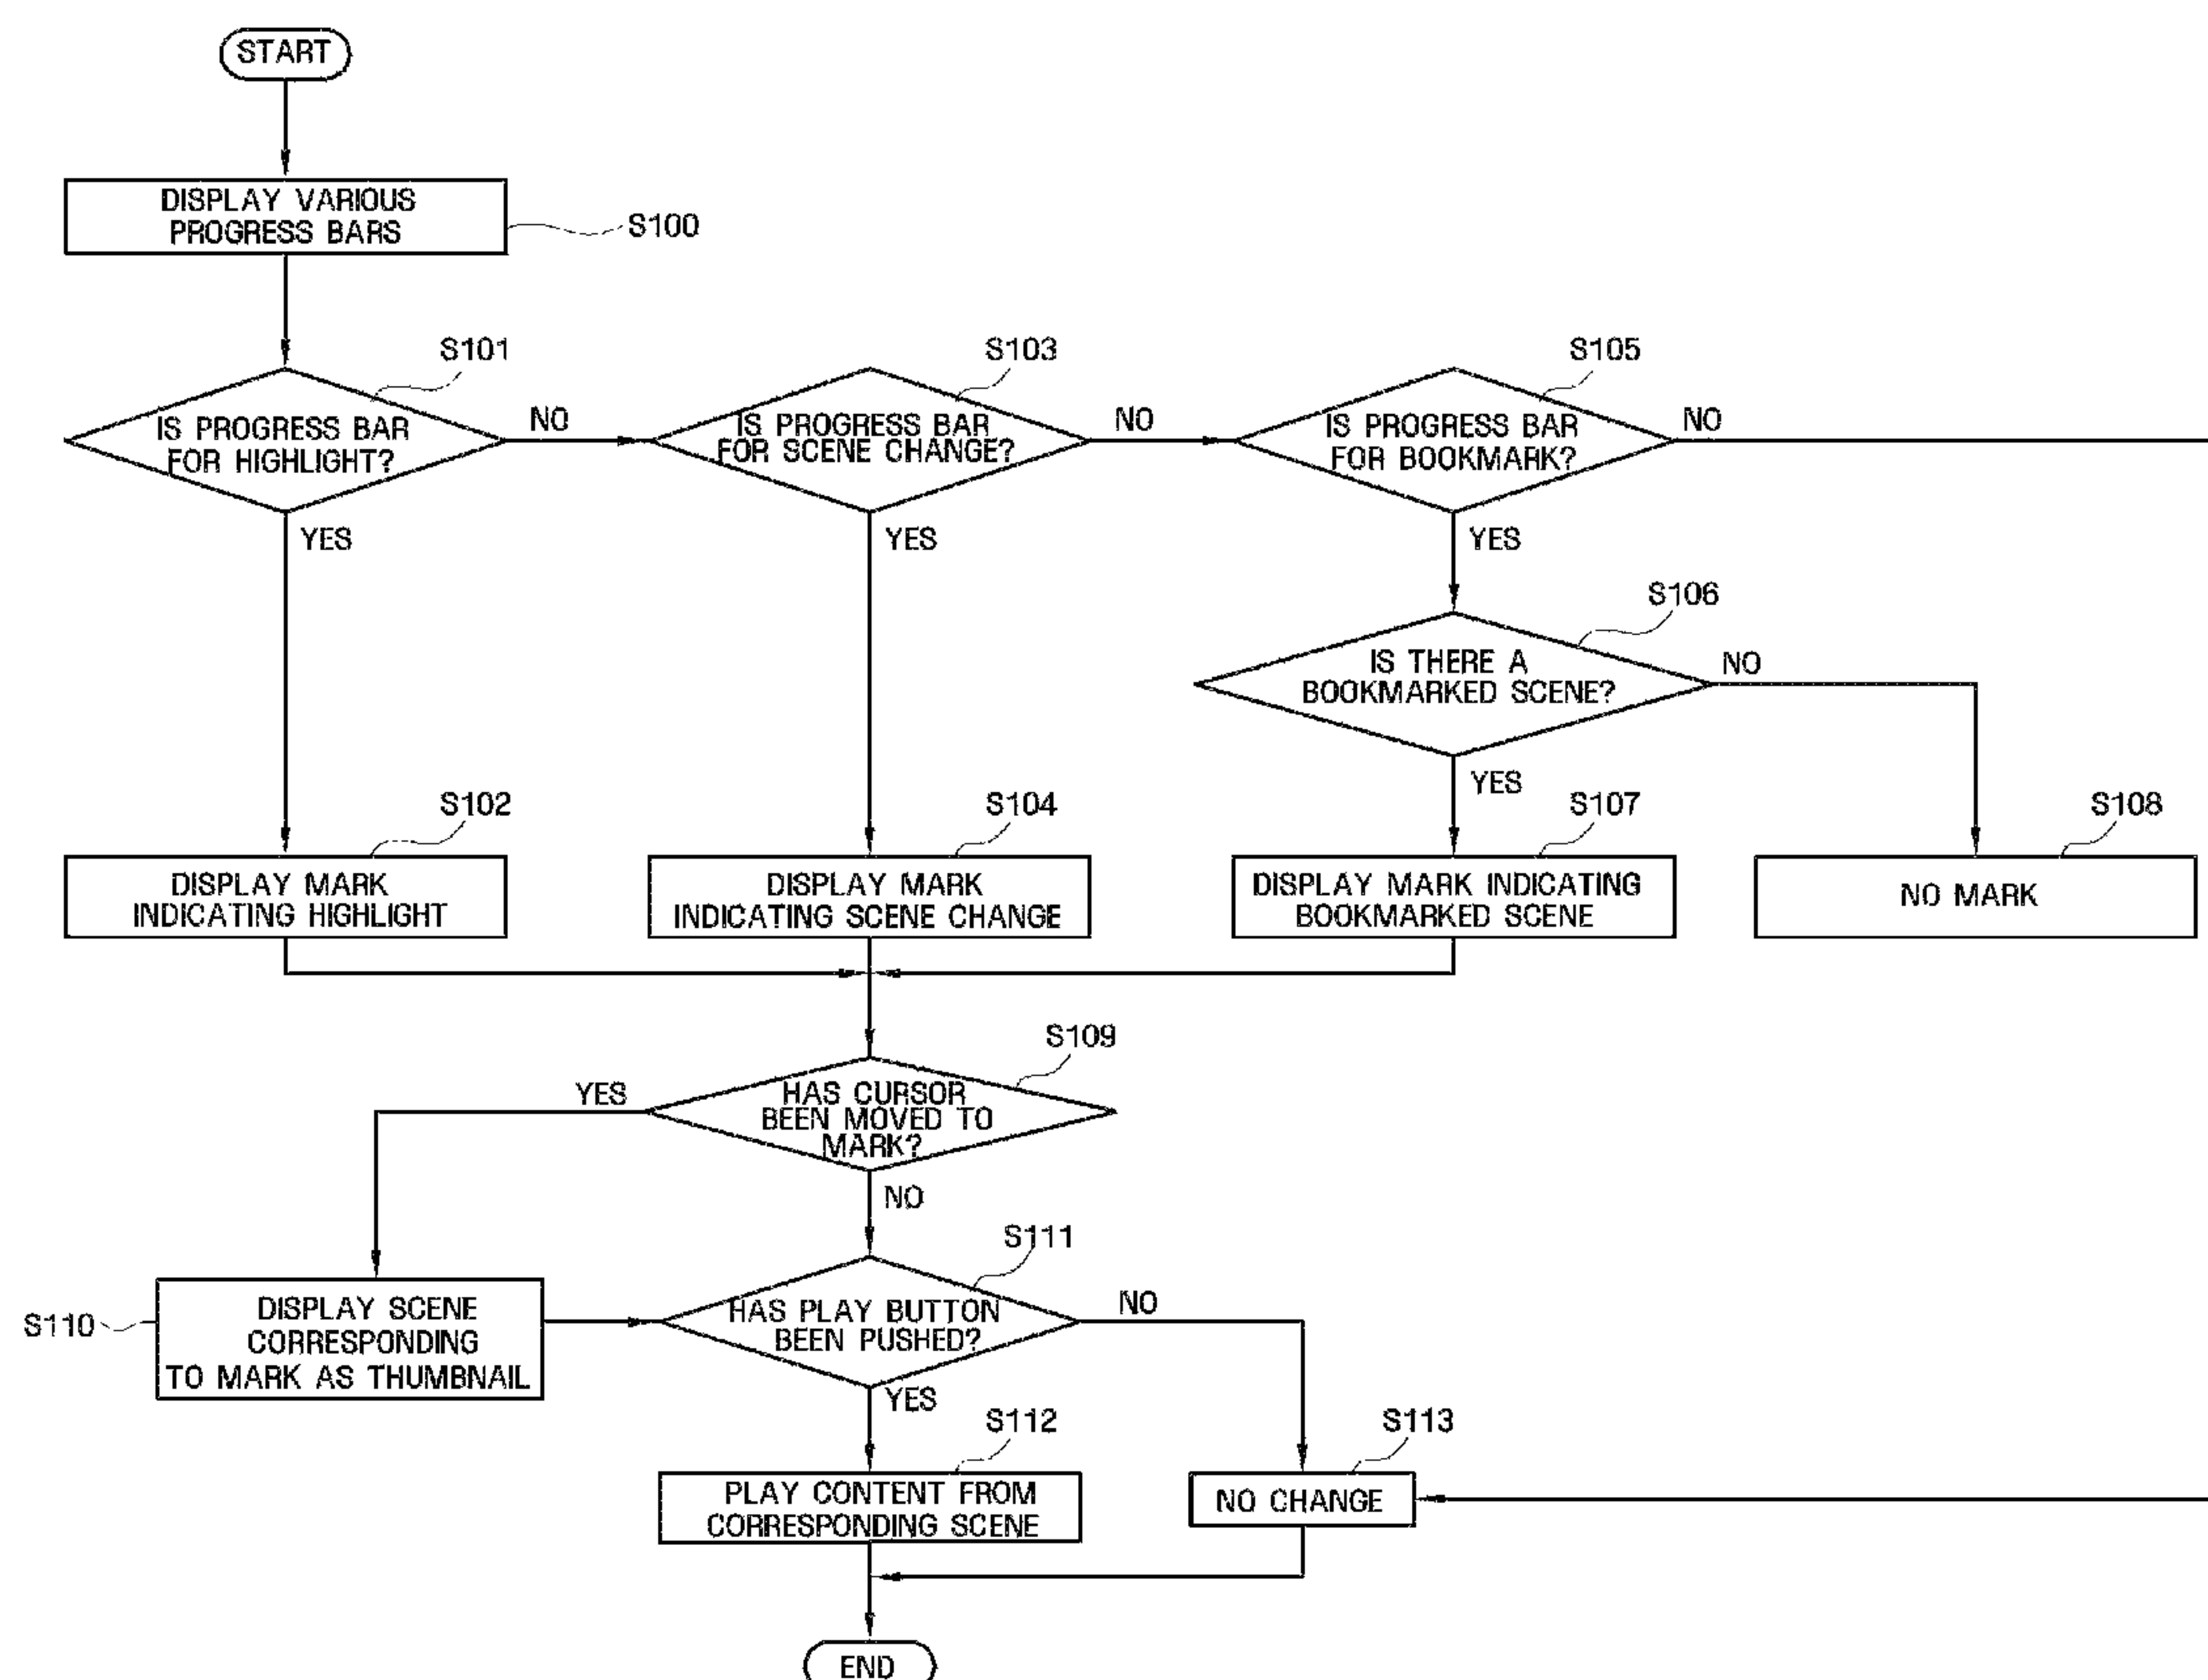 START
DISPLAY VARIOUS
PROGRESS BARS
S100
S101
IS PROGRESS BAR
FOR HIGHLIGHT?
NO
YES
S103
IS PROGRESS BAR
FOR SCENE CHANGE?
NO
YES
S105
IS PROGRESS BAR
FOR BOOKMARK?
NO
YES
S106
IS THERE A
BOOKMARKED SCENE?
NO
YES
S102
DISPLAY MARK
INDICATING HIGHLIGHT
S104
DISPLAY MARK
INDICATING SCENE CHANGE
S107
DISPLAY MARK INDICATING
BOOKMARKED SCENE
S108
NO MARK
S109
HAS CURSOR
BEEN MOVED TO
MARK?
YES
NO
S110
DISPLAY SCENE
CORRESPONDING
TO MARK AS THUMBNAIL
S111
HAS PLAY BUTTON
BEEN PUSHED?
NO
YES
S112
PLAY CONTENT FROM
CORRESPONDING SCENE
S113
NO CHANGE
END